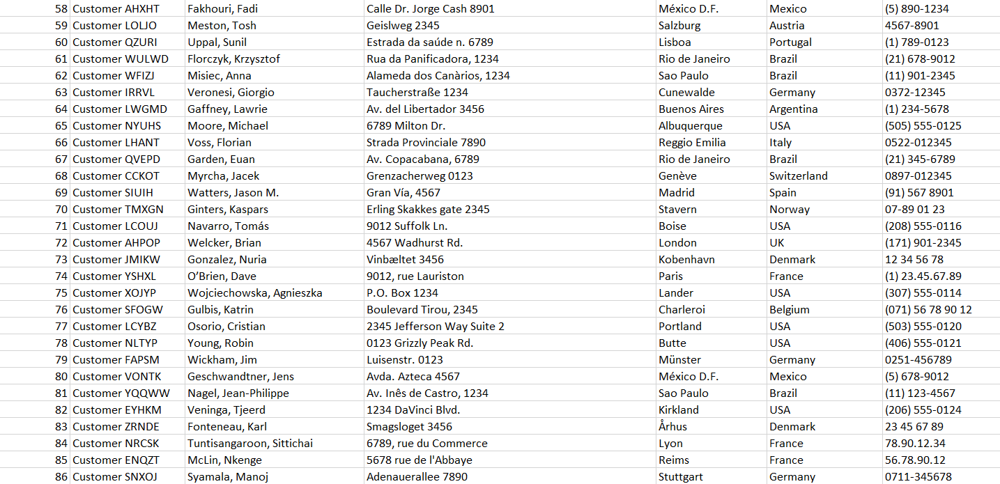 58 Customer AHXHT Fakhouri, Fadi Calle Dr. Jorge Cash 8901 México D.F. Mexico (5) 890-1234
59 Customer LOLJO Meston, Tosh Geislweg 2345 Salzburg Austria 4567-8901
60 Customer QZURI Uppal, Sunil Estrada da saúde n. 6789 Lisboa Portugal (1) 789-0123
61 Customer WULWD Florczyk, Krzysztof Rua da Panificadora, 1234 Rio de Janeiro Brazil (21) 678-9012
62 Customer WFIZJ Misiec, Anna Alameda dos Canàrios, 1234 Sao Paulo Brazil (11) 901-2345
63 Customer IRRVL Veronesi, Giorgio Taucherstraße 1234 Cunewalde Germany 0372-12345
64 Customer LWGMD Gaffney, Lawrie Av. del Libertador 3456 Buenos Aires Argentina (1) 234-5678
65 Customer NYUHS Moore, Michael 6789 Milton Dr. Albuquerque USA (505) 555-0125
66 Customer LHANT Voss, Florian Strada Provinciale 7890 Reggio Emilia Italy 0522-012345
67 Customer QVEPD Garden, Euan Av. Copacabana, 6789 Rio de Janeiro Brazil (21) 345-6789
68 Customer CCKOT Myrcha, Jacek Grenzacherweg 0123 Genève Switzerland 0897-012345
69 Customer SIUIH Watters, Jason M. Gran Vía, 4567 Madrid Spain (91) 567 8901
70 Customer TMXGN Ginters, Kaspars Erling Skakkes gate 2345 Stavern Norway 07-89 01 23
71 Customer LCOUJ Navarro, Tomás 9012 Suffolk Ln. Boise USA (208) 555-0116
72 Customer AHPOP Welcker, Brian 4567 Wadhurst Rd. London UK (171) 901-2345
73 Customer JMIKW Gonzalez, Nuria Vinbæltet 3456 Kobenhavn Denmark 12 34 56 78
74 Customer YSHXL O’Brien, Dave 9012, rue Lauriston Paris France (1) 23.45.67.89
75 Customer XOJYP Wojciechowska, Agnieszka P.O. Box 1234 Lander USA (307) 555-0114
76 Customer SFOGW Gulbis, Katrin Boulevard Tirou, 2345 Charleroi Belgium (071) 56 78 90 12
77 Customer LCYBZ Osorio, Cristian 2345 Jefferson Way Suite 2 Portland USA (503) 555-0120
78 Customer NLTYP Young, Robin 0123 Grizzly Peak Rd. Butte USA (406) 555-0121
79 Customer FAPSM Wickham, Jim Luisenstr. 0123 Münster Germany 0251-456789
80 Customer VONTK Geschwandtner, Jens Avda. Azteca 4567 México D.F. Mexico (5) 678-9012
81 Customer YQQWW Nagel, Jean-Philippe Av. Inês de Castro, 1234 Sao Paulo Brazil (11) 123-4567
82 Customer EYHKM Veninga, Tjeerd 1234 DaVinci Blvd. Kirkland USA (206) 555-0124
83 Customer ZRNDE Fonteneau, Karl Smagsloget 3456 Århus Denmark 23 45 67 89
84 Customer NRCSK Tuntisangaroon, Sittichai 6789, rue du Commerce Lyon France 78.90.12.34
85 Customer ENQZT McLin, Nkenge 5678 rue de l'Abbaye Reims France 56.78.90.12
86 Customer SNXOJ Syamala, Manoj Adenauerallee 7890 Stuttgart Germany 0711-345678